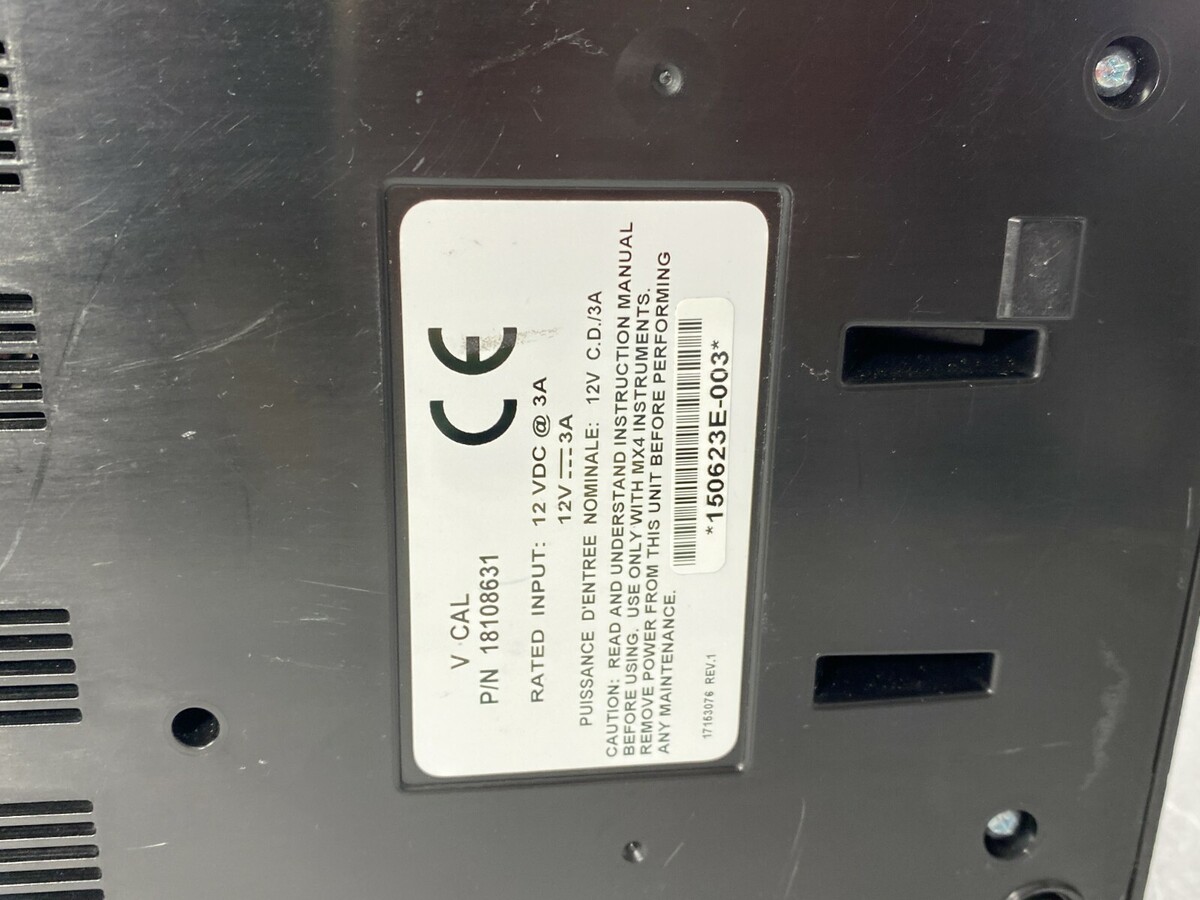 CE
V·CAL
P/N 18108631
RATED INPUT: 12 VDC @ 3A
12V⎓3A
PUISSANCE D'ENTREE NOMINALE: 12V C.D./3A
CAUTION: READ AND UNDERSTAND INSTRUCTION MANUAL
BEFORE USING. USE ONLY WITH MX4 INSTRUMENTS.
REMOVE POWER FROM THIS UNIT BEFORE PERFORMING
ANY MAINTENANCE.
*150623E-003*
17153076 REV.1